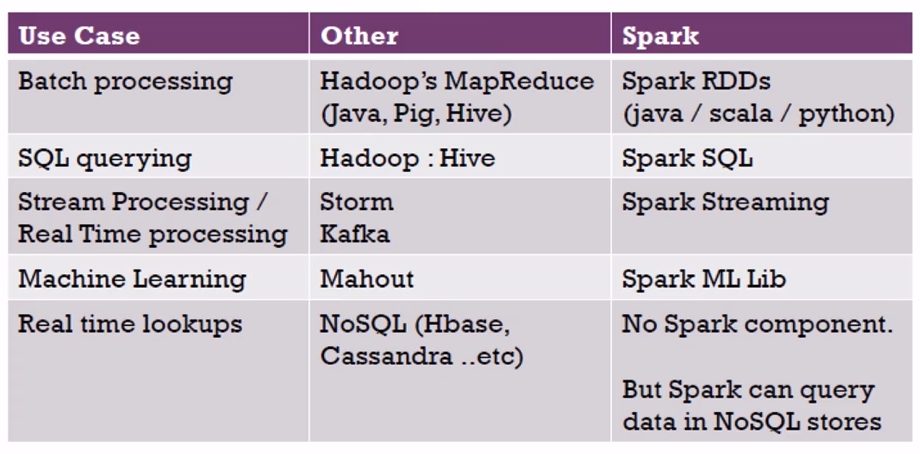 Use Case
Other
Spark
Batch processing
Hadoop’s MapReduce
(Java, Pig, Hive)
Spark RDDs
(java / scala / python)
SQL querying
Hadoop : Hive
Spark SQL
Stream Processing /
Real Time processing
Storm
Kafka
Spark Streaming
Machine Learning
Mahout
Spark ML Lib
Real time lookups
NoSQL (Hbase,
Cassandra ..etc)
No Spark component.
But Spark can query
data in NoSQL stores